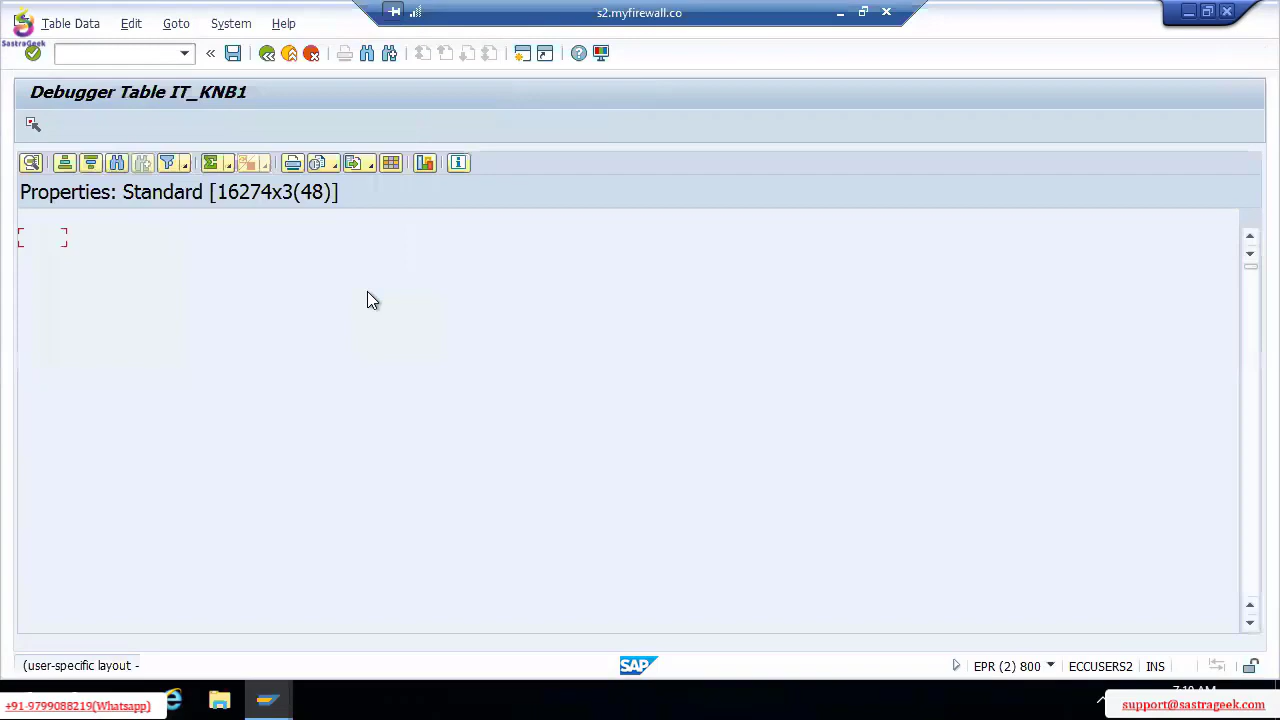 s2.myfirewall.co
Table Data Edit Goto System Help
SastraGeek
Debugger Table IT_KNB1
Properties: Standard [16274x3(48)]
(user-specific layout -
SAP
EPR (2) 800
ECCUSERS2
INS
+91-9799088219(Whatsapp)
support@sastrageek.com